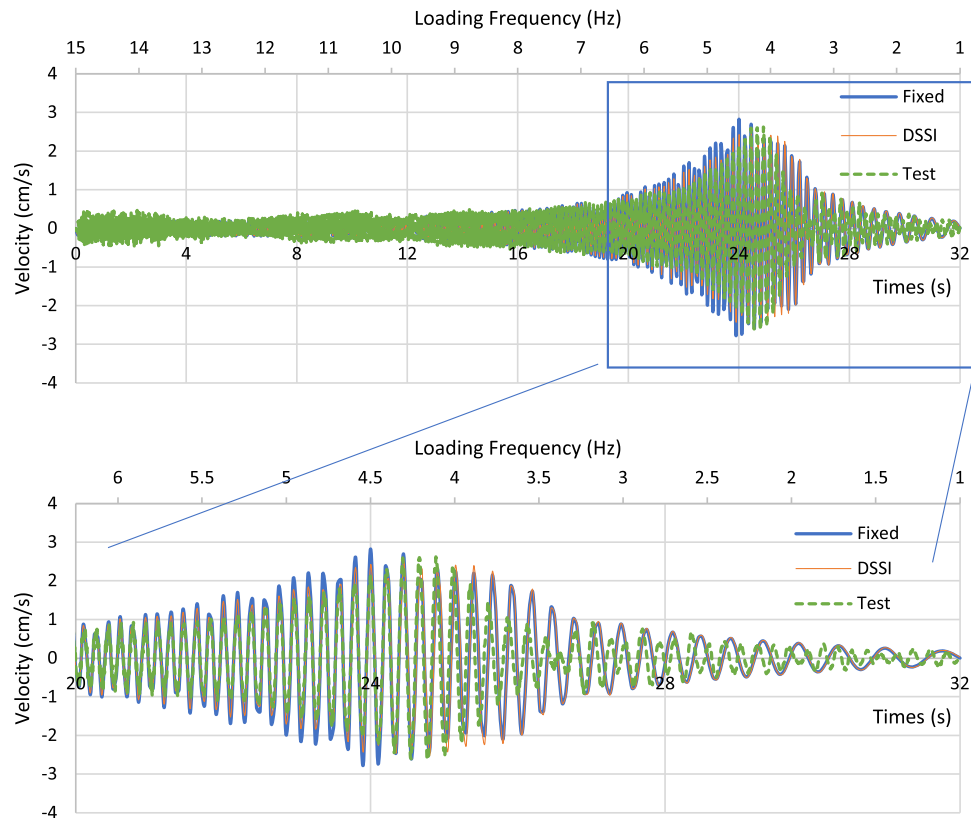 Loading Frequency (Hz)
15 14 13 12 11 10 9 8 7 6 5 4 3 2 1
4
3
2
1
0
-1
-2
-3
-4
Velocity (cm/s)
Fixed
DSSI
Test
0 4 8 12 16 20 24 28 32
Times (s)
Loading Frequency (Hz)
6 5.5 5 4.5 4 3.5 3 2.5 2 1.5 1
4
3
2
1
0
-1
-2
-3
-4
Velocity (cm/s)
Fixed
DSSI
Test
20 24 28 32
Times (s)